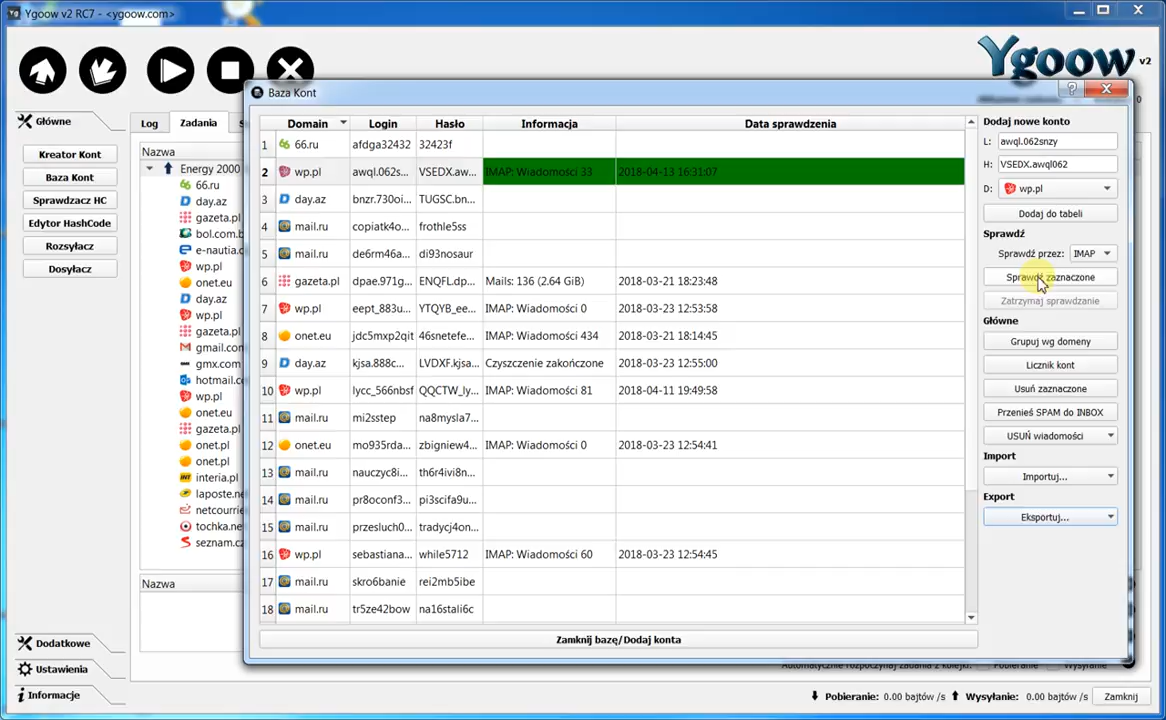 Ygoow v2 RC7 - <ygoow.com>
Ygoow v2
Główne
Kreator Kont
Baza Kont
Sprawdzacz HC
Edytor HashCode
Rozsyłacz
Dosyłacz
Dodatkowe
Ustawienia
Informacje
Log Zadania
Nazwa
Energy 2000
66.ru
day.az
gazeta.pl
bol.com.b
e-nautia.d
wp.pl
onet.eu
day.az
wp.pl
gazeta.pl
gmail.com
gmx.com
hotmail.c
wp.pl
onet.eu
onet.pl
onet.pl
interia.pl
laposte.ne
netcourrie
tochka.ne
seznam.cz
Nazwa
Baza Kont
Domain Login Hasło Informacja Data sprawdzenia
1 66.ru afdga32432 32423f
2 wp.pl awql.062s... VSEDX.aw... IMAP: Wiadomości 33 2018-04-13 16:31:07
3 day.az bnzr.730oi... TUGSC.bn...
4 mail.ru copiatk4o... frothle5ss
5 mail.ru de6rm46a... di93nosaur
6 gazeta.pl dpae.971g... ENQFL.dp... Mails: 136 (2.64 GiB) 2018-03-21 18:23:48
7 wp.pl eept_883u... YTQYB_ee... IMAP: Wiadomości 0 2018-03-23 12:53:58
8 onet.eu jdc5mxp2qit 46snetefe... IMAP: Wiadomości 434 2018-03-21 18:14:45
9 day.az kjsa.888c... LVDXF.kjsa... Czyszczenie zakończone 2018-03-23 12:55:00
10 wp.pl lycc_566nbsf QQCTW_ly... IMAP: Wiadomości 81 2018-04-11 19:49:58
11 mail.ru mi2sstep na8mysla7...
12 onet.eu mo935rda... zbigniew4... IMAP: Wiadomości 0 2018-03-23 12:54:41
13 mail.ru nauczyc8i... th6r4ivi8n...
14 mail.ru pr8oconf3... pi3scifa9u...
15 mail.ru przesluch0... tradycj4on...
16 wp.pl sebastiana... while5712 IMAP: Wiadomości 60 2018-03-23 12:54:45
17 mail.ru skro6banie rei2mb5ibe
18 mail.ru tr5ze42bow na16stali6c
Zamknij bazę/Dodaj konta
Dodaj nowe konto
L: awql.062snzy
H: VSEDX.awql062
D: wp.pl
Dodaj do tabeli
Sprawdź
Sprawdź przez: IMAP
Sprawdź zaznaczone
Zatrzymaj sprawdzanie
Główne
Grupuj wg domeny
Licznik kont
Usuń zaznaczone
Przenieś SPAM do INBOX
USUŃ wiadomości
Import
Importuj...
Export
Eksportuj...
Pobieranie: 0.00 bajtów /s Wysyłanie: 0.00 bajtów /s Zamknij